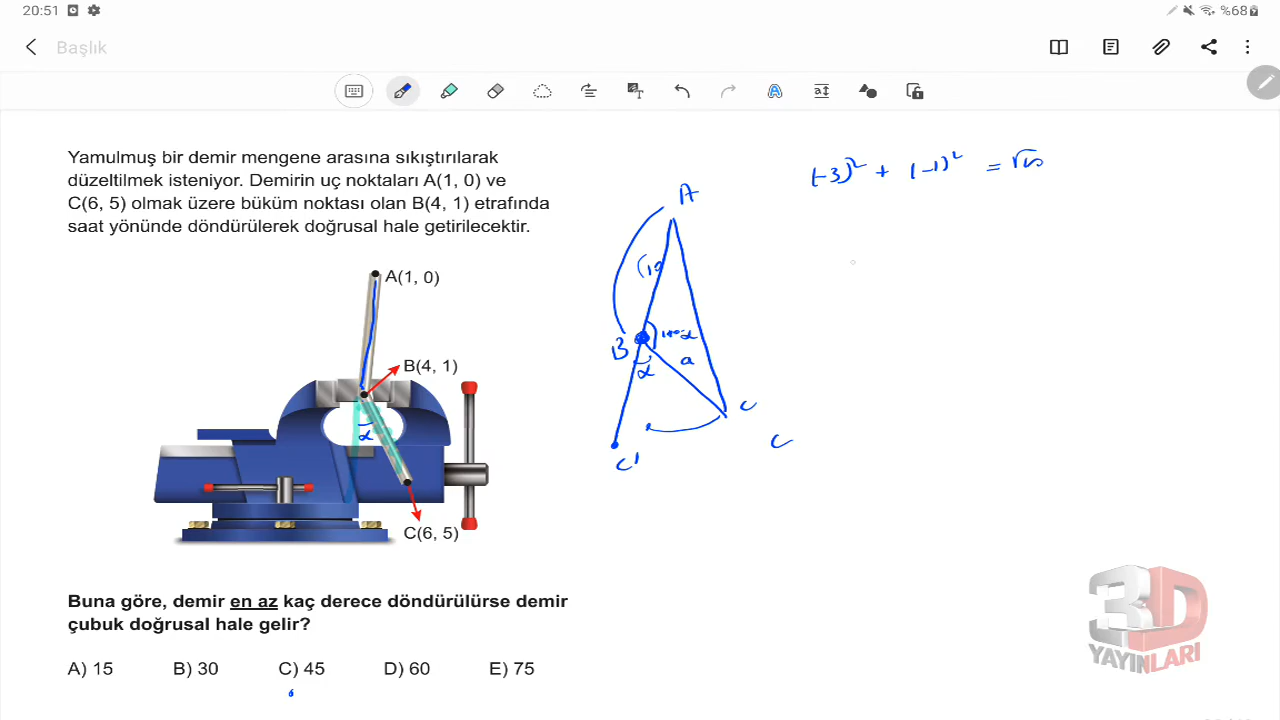 20:51
%68
Başlık
Yamulmuş bir demir mengene arasına sıkıştırılarak
düzeltilmek isteniyor. Demirin uç noktaları A(1, 0) ve
C(6, 5) olmak üzere büküm noktası olan B(4, 1) etrafında
saat yönünde döndürülerek doğrusal hale getirilecektir.
A(1, 0)
B(4, 1)
α
C(6, 5)
(-3)² + (-1)² = √10
A
√10
B
180-α
α
a
C
C
C'
Buna göre, demir en az kaç derece döndürülürse demir
çubuk doğrusal hale gelir?
A) 15 B) 30 C) 45 D) 60 E) 75
3D
YAYINLARI